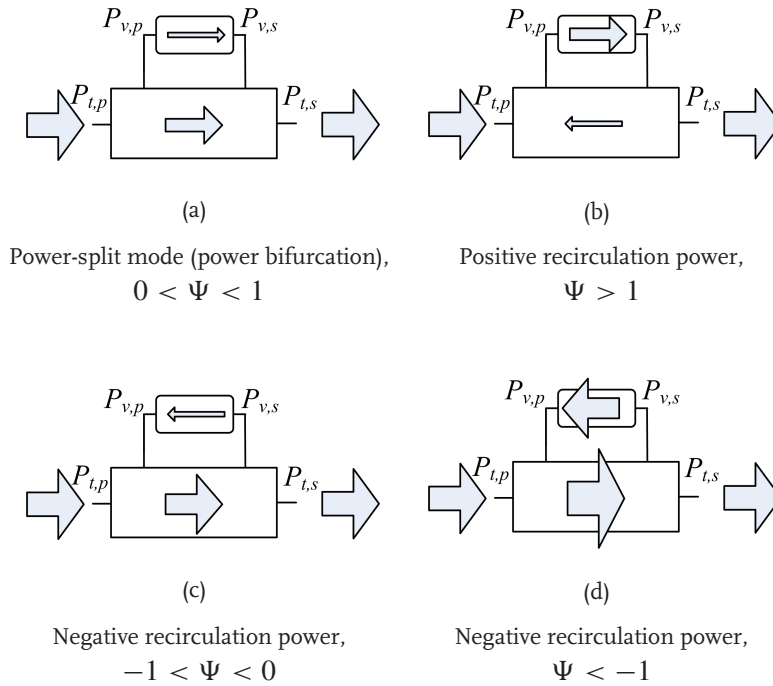 P_{v,p} P_{v,s}
P_{t,p} P_{t,s}
(a)
Power-split mode (power bifurcation),
0 < Ψ < 1
P_{v,p} P_{v,s}
P_{t,p} P_{t,s}
(b)
Positive recirculation power,
Ψ > 1
P_{v,p} P_{v,s}
P_{t,p} P_{t,s}
(c)
Negative recirculation power,
−1 < Ψ < 0
P_{v,p} P_{v,s}
P_{t,p} P_{t,s}
(d)
Negative recirculation power,
Ψ < −1